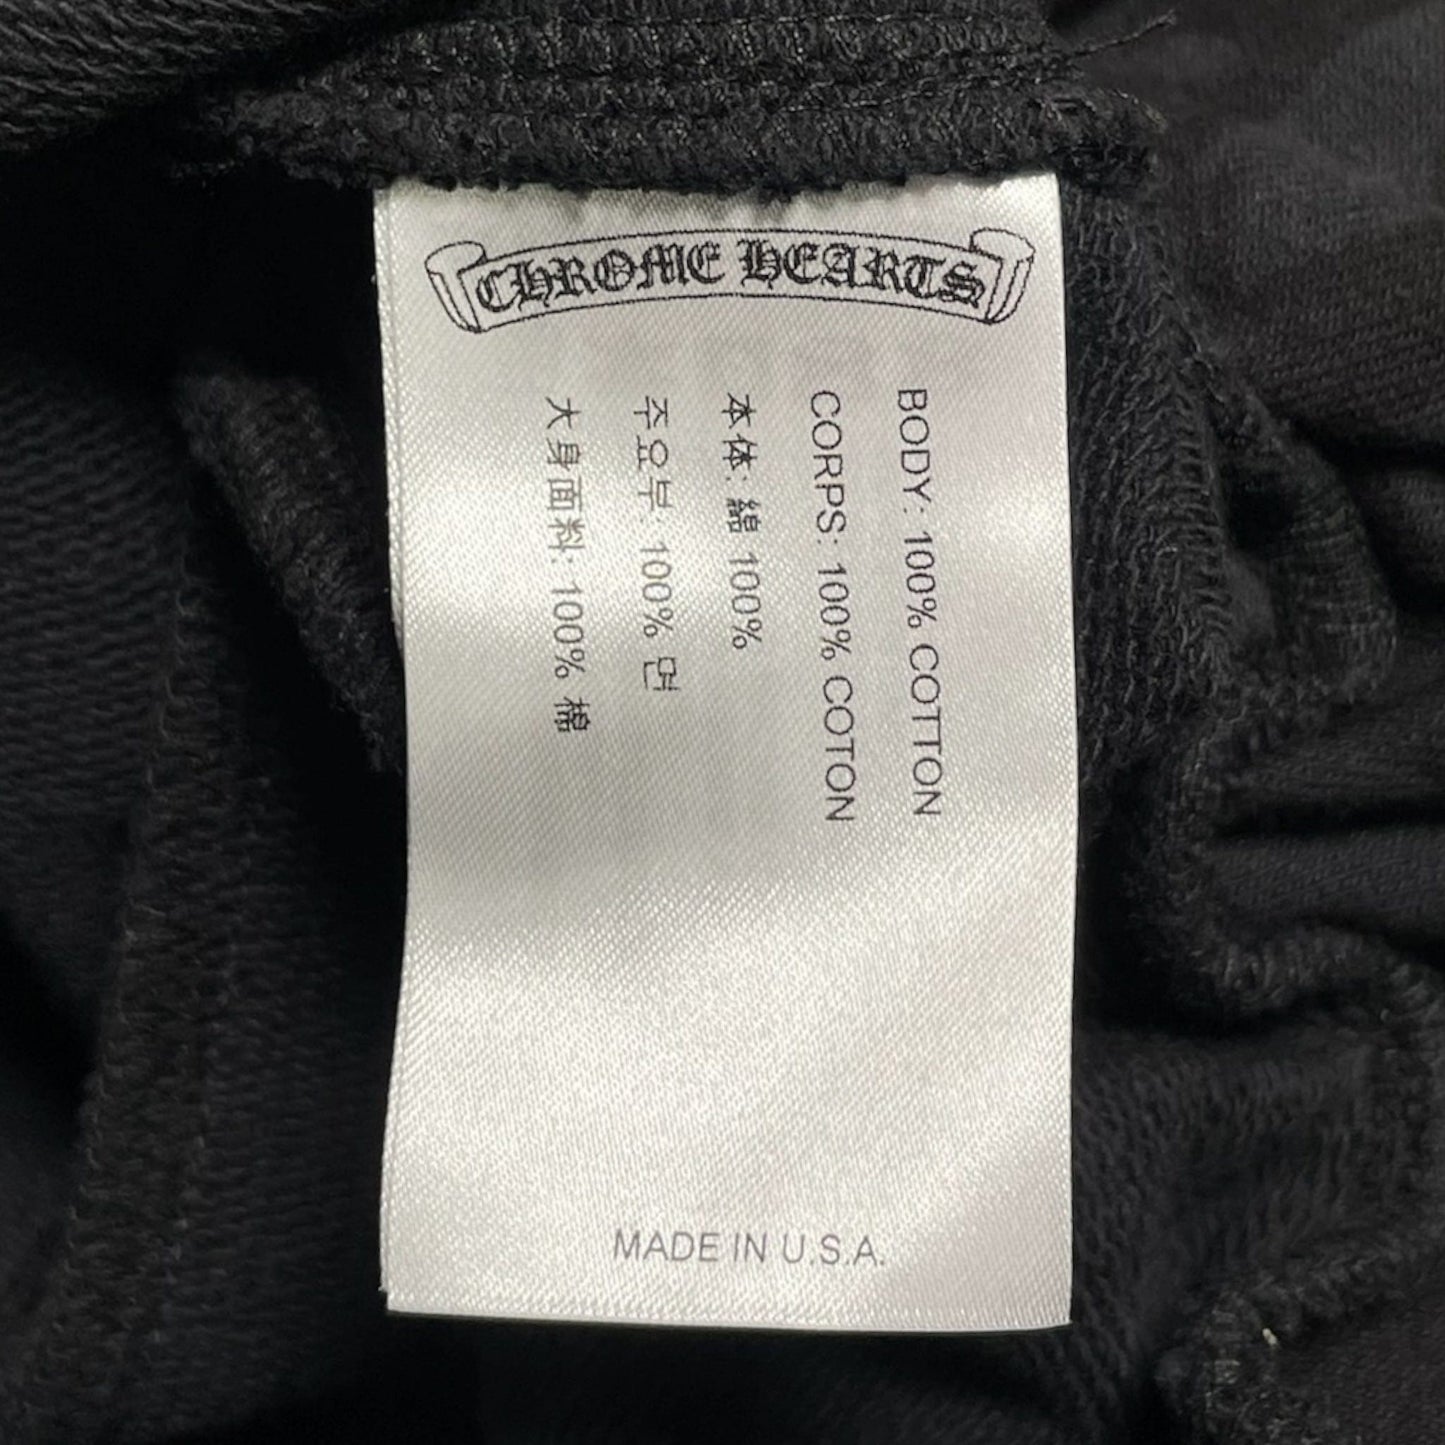 CHROME HEARTS
BODY: 100% COTTON
CORPS: 100% COTON
本体: 綿 100%
주요부: 100% 면
大身面料: 100% 棉
MADE IN U.S.A.